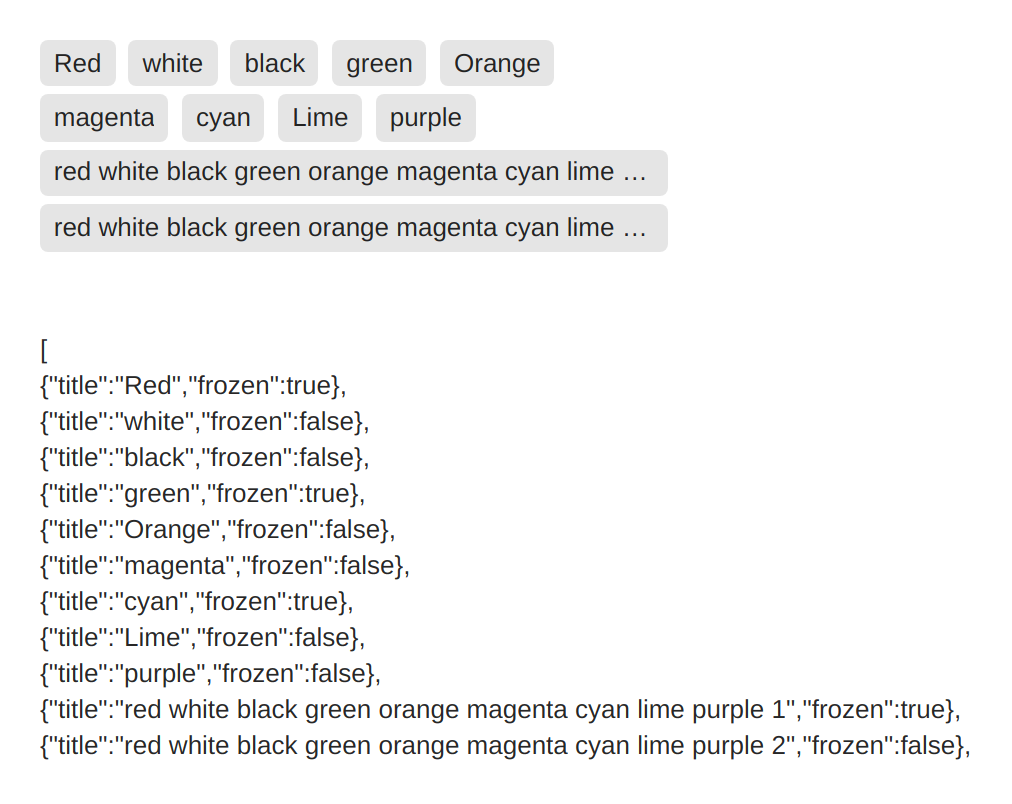 Red white black green Orange
magenta cyan Lime purple
red white black green orange magenta cyan lime …
red white black green orange magenta cyan lime …
[
{"title":"Red","frozen":true},
{"title":"white","frozen":false},
{"title":"black","frozen":false},
{"title":"green","frozen":true},
{"title":"Orange","frozen":false},
{"title":"magenta","frozen":false},
{"title":"cyan","frozen":true},
{"title":"Lime","frozen":false},
{"title":"purple","frozen":false},
{"title":"red white black green orange magenta cyan lime purple 1","frozen":true},
{"title":"red white black green orange magenta cyan lime purple 2","frozen":false},